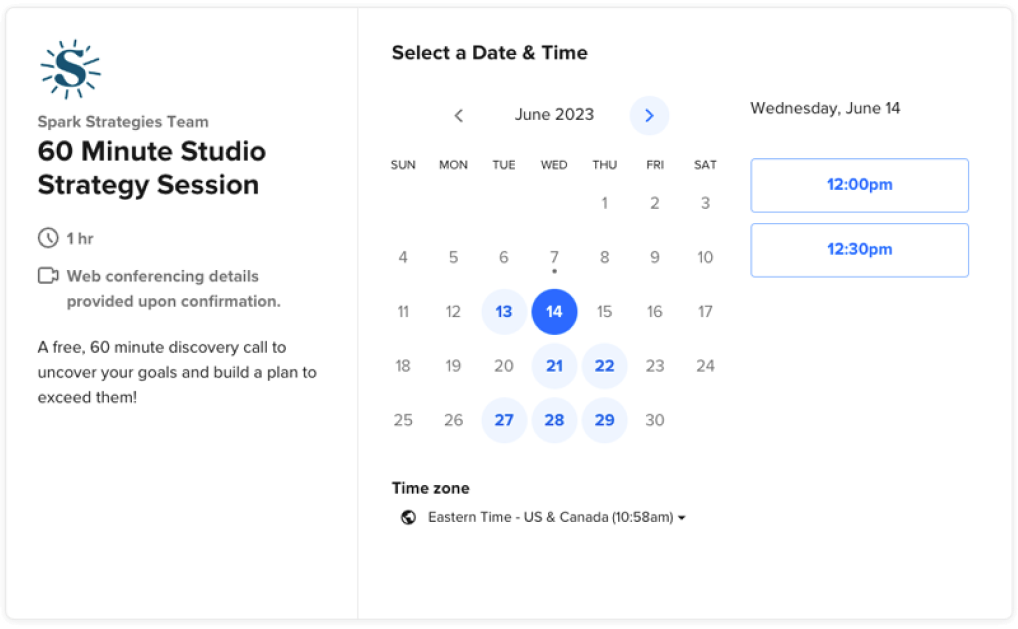 S
Spark Strategies Team
60 Minute Studio
Strategy Session
1 hr
Web conferencing details
provided upon confirmation.
A free, 60 minute discovery call to
uncover your goals and build a plan to
exceed them!
Select a Date & Time
June 2023
SUN MON TUE WED THU FRI SAT
1 2 3
4 5 6 7 8 9 10
11 12 13 14 15 16 17
18 19 20 21 22 23 24
25 26 27 28 29 30
Time zone
Eastern Time - US & Canada (10:58am)
Wednesday, June 14
12:00pm
12:30pm